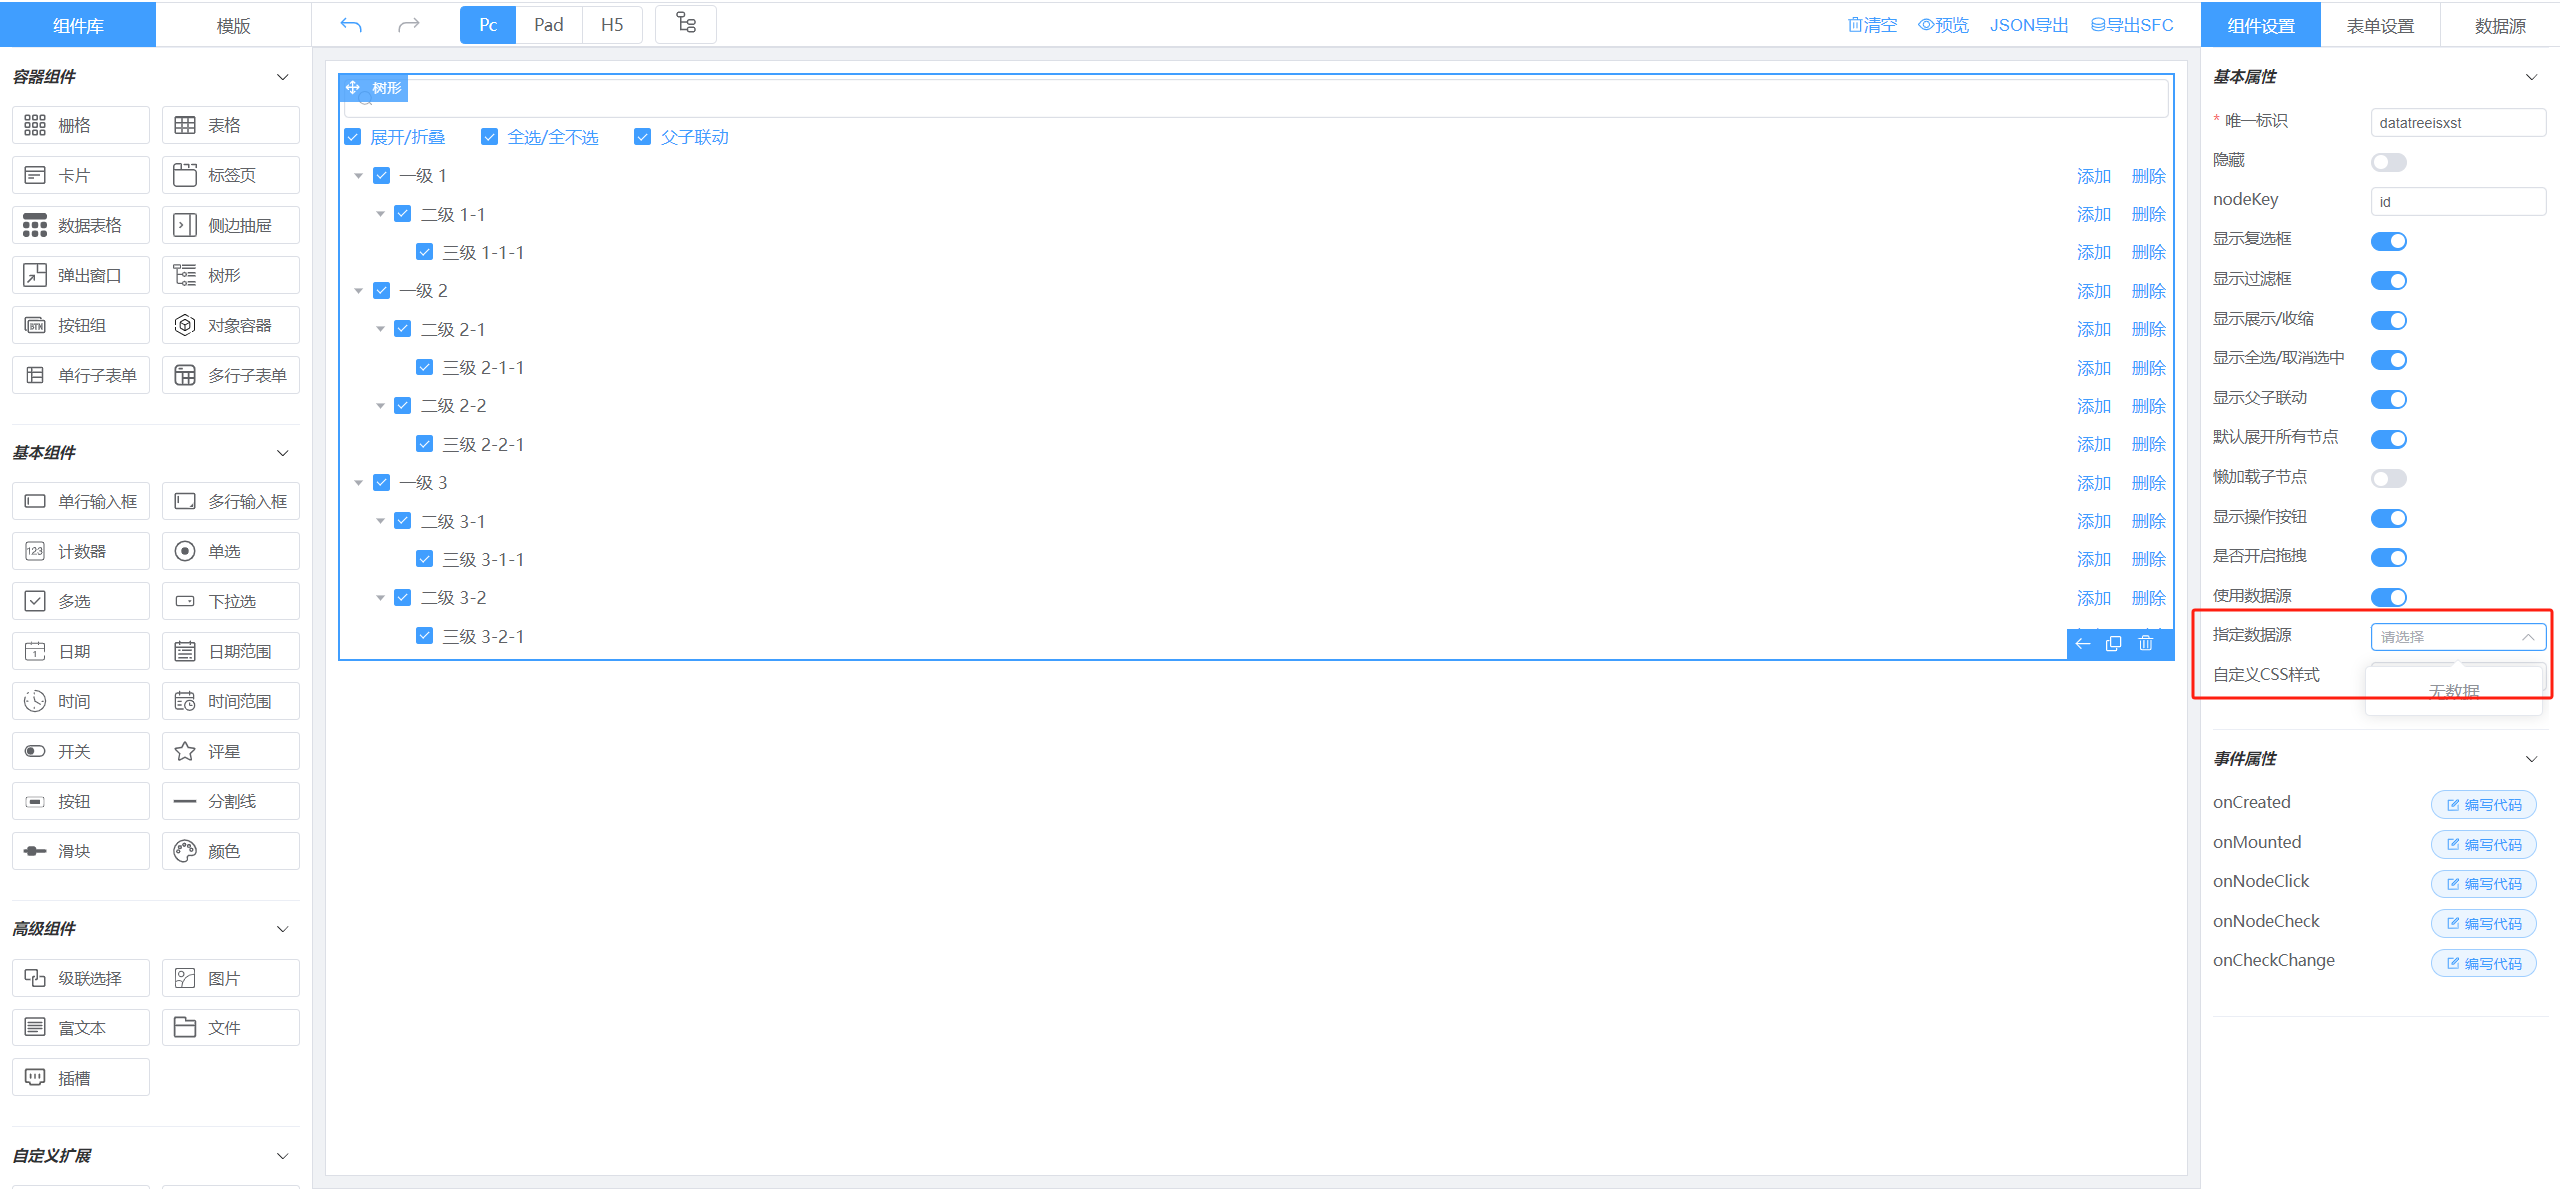 组件库
模版
Pc
Pad
H5
清空
预览
JSON导出
导出SFC
组件设置
表单设置
数据源
容器组件
栅格
表格
卡片
标签页
数据表格
侧边抽屉
弹出窗口
树形
按钮组
对象容器
单行子表单
多行子表单
基本组件
单行输入框
多行输入框
计数器
单选
多选
下拉选
日期
日期范围
时间
时间范围
开关
评星
按钮
分割线
滑块
颜色
高级组件
级联选择
图片
富文本
文件
插槽
自定义扩展
树形
展开/折叠
全选/全不选
父子联动
一级 1
添加 删除
二级 1-1
添加 删除
三级 1-1-1
添加 删除
一级 2
添加 删除
二级 2-1
添加 删除
三级 2-1-1
添加 删除
二级 2-2
添加 删除
三级 2-2-1
添加 删除
一级 3
添加 删除
二级 3-1
添加 删除
三级 3-1-1
添加 删除
二级 3-2
添加 删除
三级 3-2-1
基本属性
* 唯一标识
datatreeisxst
隐藏
nodeKey
id
显示复选框
显示过滤框
显示展示/收缩
显示全选/取消选中
显示父子联动
默认展开所有节点
懒加载子节点
显示操作按钮
是否开启拖拽
使用数据源
指定数据源
请选择
自定义CSS样式
无数据
事件属性
onCreated
编写代码
onMounted
编写代码
onNodeClick
编写代码
onNodeCheck
编写代码
onCheckChange
编写代码